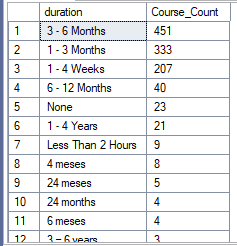 duration Course_Count
1 3 - 6 Months 451
2 1 - 3 Months 333
3 1 - 4 Weeks 207
4 6 - 12 Months 40
5 None 23
6 1 - 4 Years 21
7 Less Than 2 Hours 9
8 4 meses 8
9 24 meses 5
10 24 months 4
11 6 meses 4
12 3 – 6 years 3